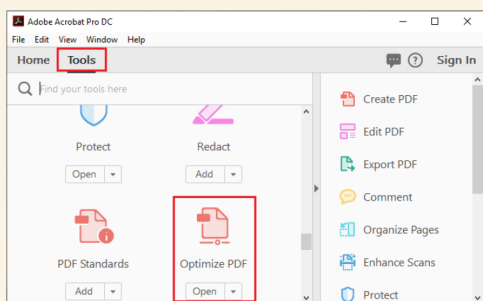 Adobe Acrobat Pro DC
File Edit View Window Help
Home Tools Sign In
Find your tools here
Protect Redact
Open Add
PDF Standards Optimize PDF
Add Open
Create PDF
Edit PDF
Export PDF
Comment
Organize Pages
Enhance Scans
Protect